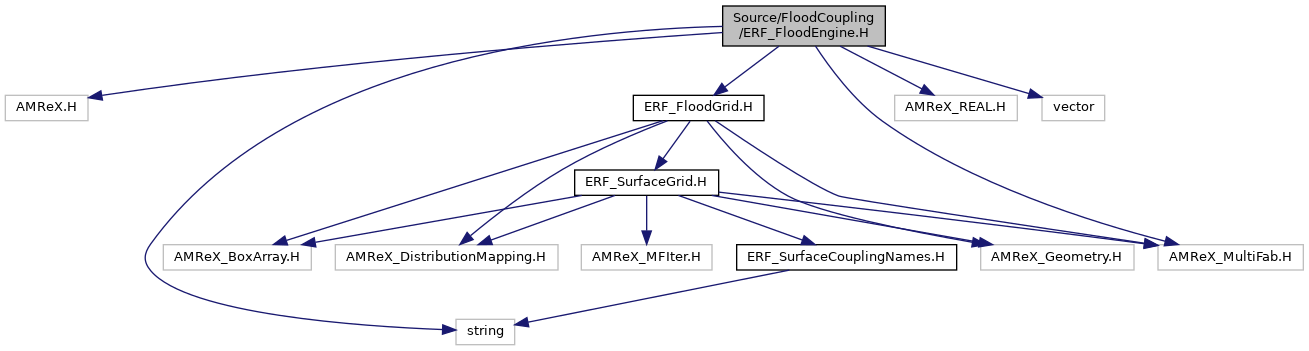 Source/FloodCoupling
/ERF_FloodEngine.H
AMReX.H
ERF_FloodGrid.H
AMReX_REAL.H
vector
ERF_SurfaceGrid.H
AMReX_BoxArray.H
AMReX_DistributionMapping.H
AMReX_MFIter.H
ERF_SurfaceCouplingNames.H
AMReX_Geometry.H
AMReX_MultiFab.H
string